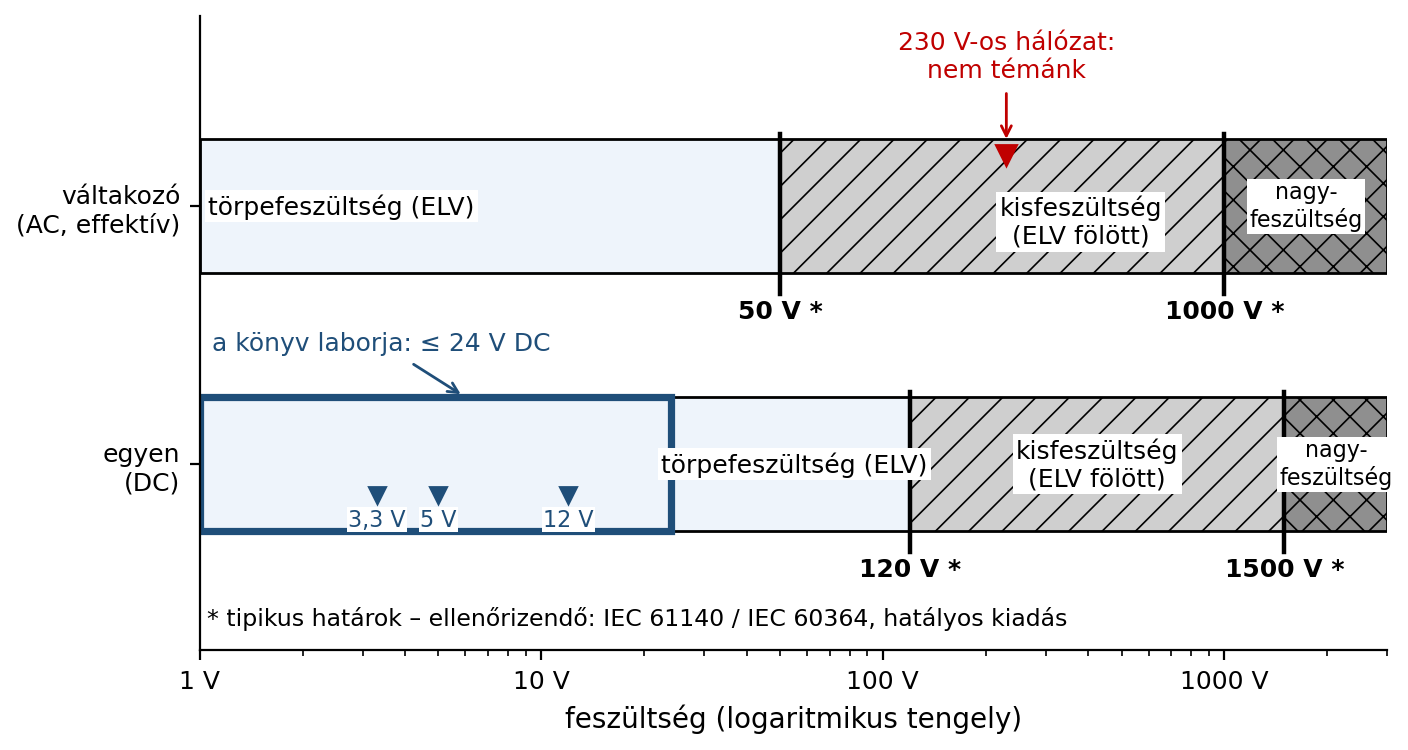 230 V-os hálózat:
nem témánk
váltakozó
(AC, effektív)
törpefeszültség (ELV)
kisfeszültség
(ELV fölött)
nagy-
feszültség
50 V *
1000 V *
a könyv laborja: ≤ 24 V DC
egyen
(DC)
törpefeszültség (ELV)
kisfeszültség
(ELV fölött)
nagy-
feszültség
3,3 V
5 V
12 V
120 V *
1500 V *
* tipikus határok – ellenőrizendő: IEC 61140 / IEC 60364, hatályos kiadás
1 V
10 V
100 V
1000 V
feszültség (logaritmikus tengely)